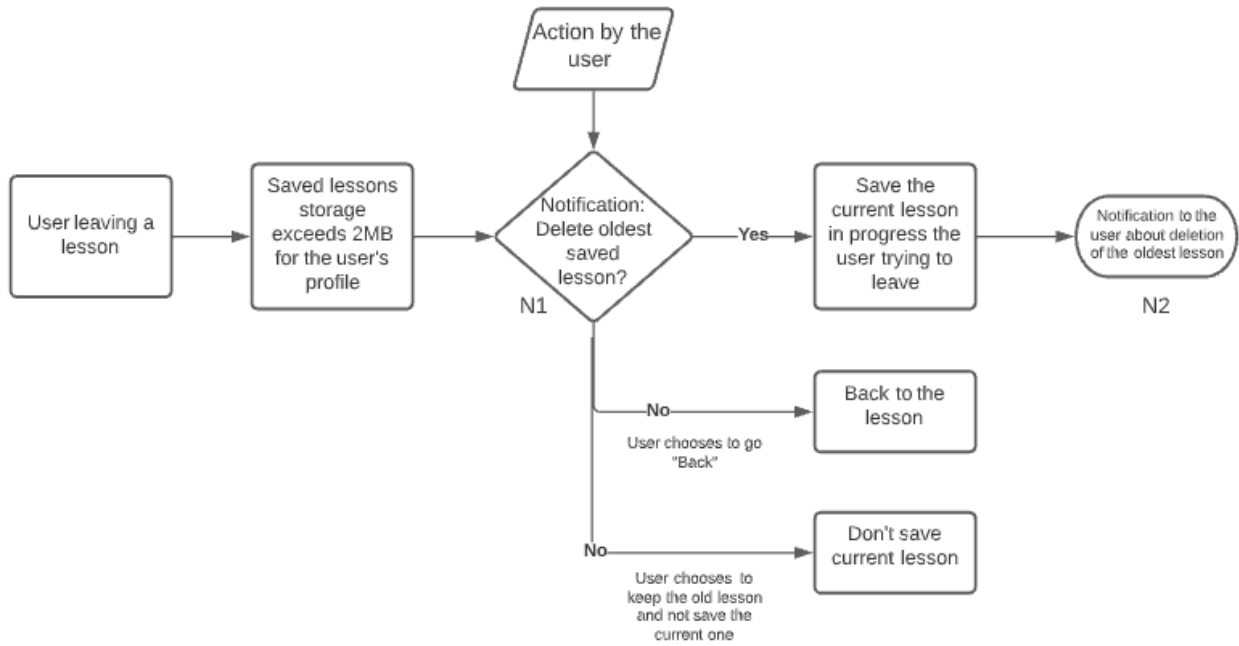 Action by the
user
User leaving a
lesson
Saved lessons
storage
exceeds 2MB
for the user's
profile
Notification:
Delete oldest
saved
lesson?
N1
Yes
Save the
current lesson
in progress the
user trying to
leave
Notification to the
user about deletion
of the oldest lesson
N2
No
User chooses to go
"Back"
Back to the
lesson
No
User chooses to
keep the old lesson
and not save the
current one
Don't save
current lesson